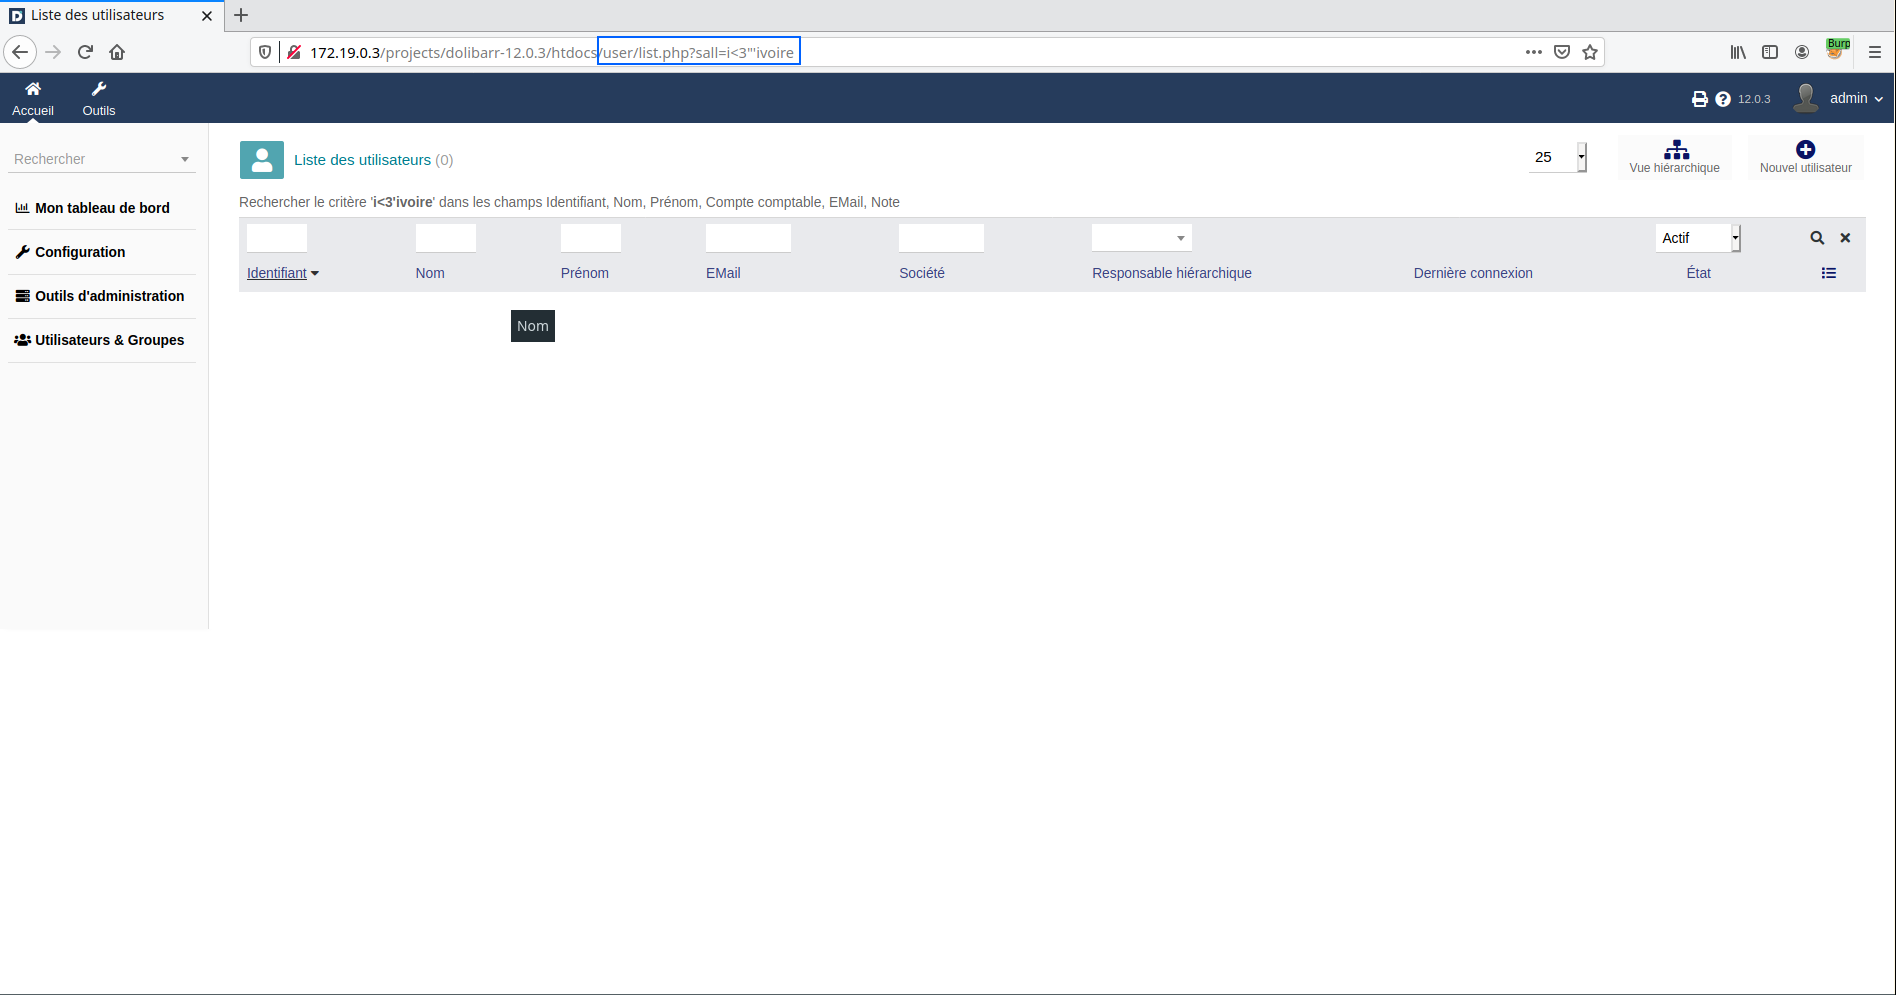 Liste des utilisateurs
172.19.0.3/projects/dolibarr-12.0.3/htdocs/user/list.php?sall=i<3"'ivoire
Burp
Accueil
Outils
12.0.3
admin
Rechercher
Mon tableau de bord
Configuration
Outils d'administration
Utilisateurs & Groupes
Liste des utilisateurs (0)
25
Vue hiérarchique
Nouvel utilisateur
Rechercher le critère 'i<3'ivoire' dans les champs Identifiant, Nom, Prénom, Compte comptable, EMail, Note
Actif
Identifiant Nom Prénom EMail Société Responsable hiérarchique Dernière connexion État
Nom